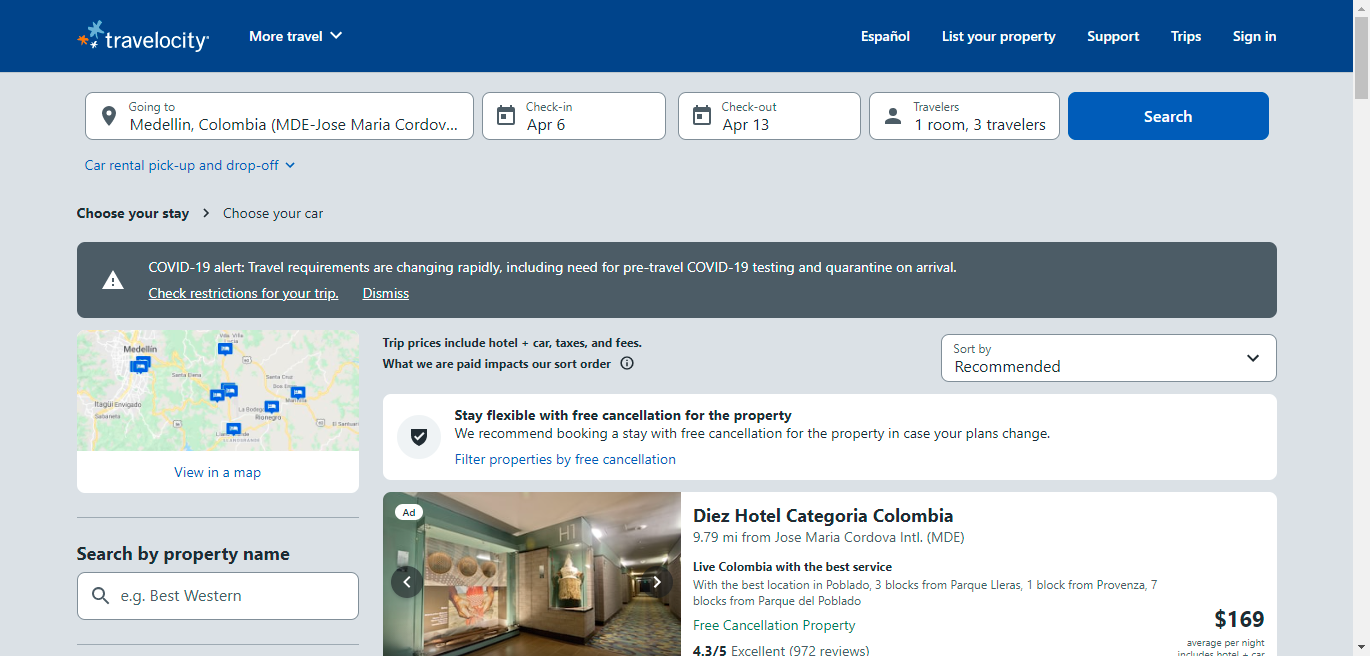 travelocity
More travel
Español
List your property
Support
Trips
Sign in
Going to
Medellin, Colombia (MDE-Jose Maria Cordov...
Check-in
Apr 6
Check-out
Apr 13
Travelers
1 room, 3 travelers
Search
Car rental pick-up and drop-off
Choose your stay
Choose your car
COVID-19 alert: Travel requirements are changing rapidly, including need for pre-travel COVID-19 testing and quarantine on arrival.
Check restrictions for your trip.
Dismiss
Medellín
Santa Elena
Itagüí
Envigado
Sabaneta
Rionegro
El Santuari
View in a map
Search by property name
e.g. Best Western
Trip prices include hotel + car, taxes, and fees.
What we are paid impacts our sort order
Sort by
Recommended
Stay flexible with free cancellation for the property
We recommend booking a stay with free cancellation for the property in case your plans change.
Filter properties by free cancellation
Ad
H1
Diez Hotel Categoria Colombia
9.79 mi from Jose Maria Cordova Intl. (MDE)
Live Colombia with the best service
With the best location in Poblado, 3 blocks from Parque Lleras, 1 block from Provenza, 7
blocks from Parque del Poblado
Free Cancellation Property
4.3/5 Excellent (972 reviews)
$169
average per night
includes hotel + car